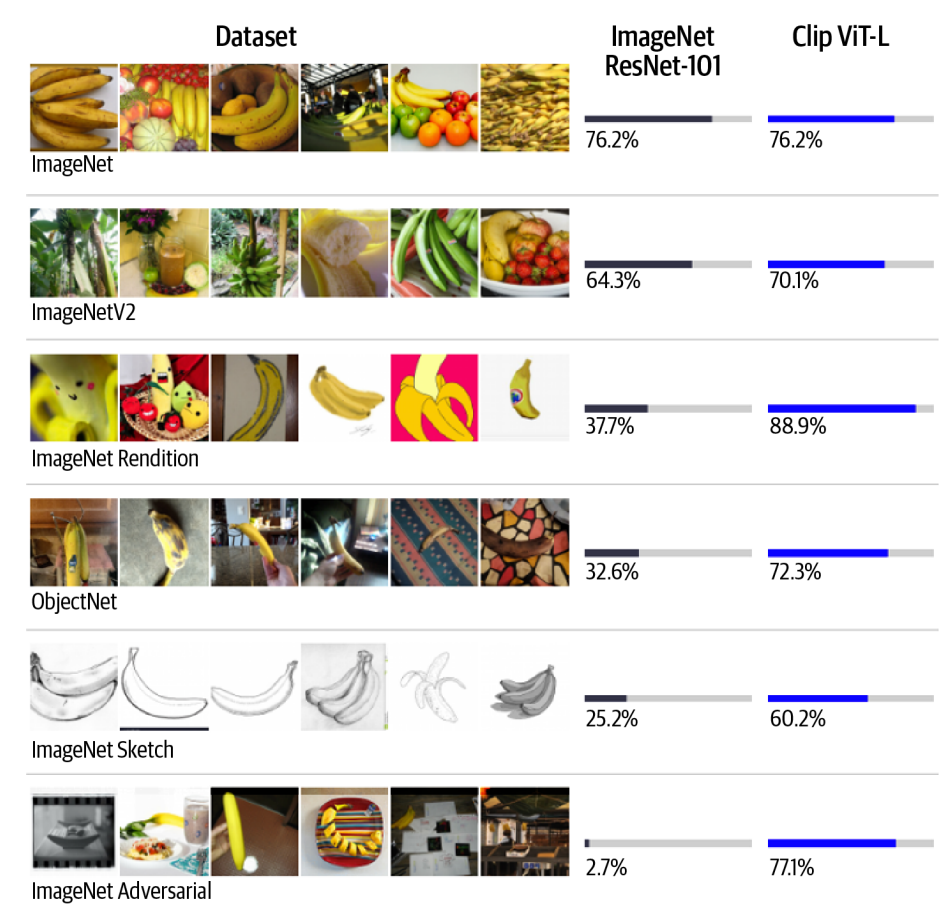 Dataset
ImageNet
ResNet-101
Clip ViT-L
76.2%
76.2%
ImageNet
64.3%
70.1%
ImageNetV2
37.7%
88.9%
ImageNet Rendition
32.6%
72.3%
ObjectNet
25.2%
60.2%
ImageNet Sketch
2.7%
77.1%
ImageNet Adversarial